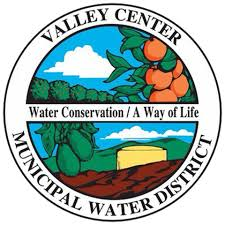 VALLEY CENTER
Water Conservation / A Way of Life
MUNICIPAL WATER DISTRICT